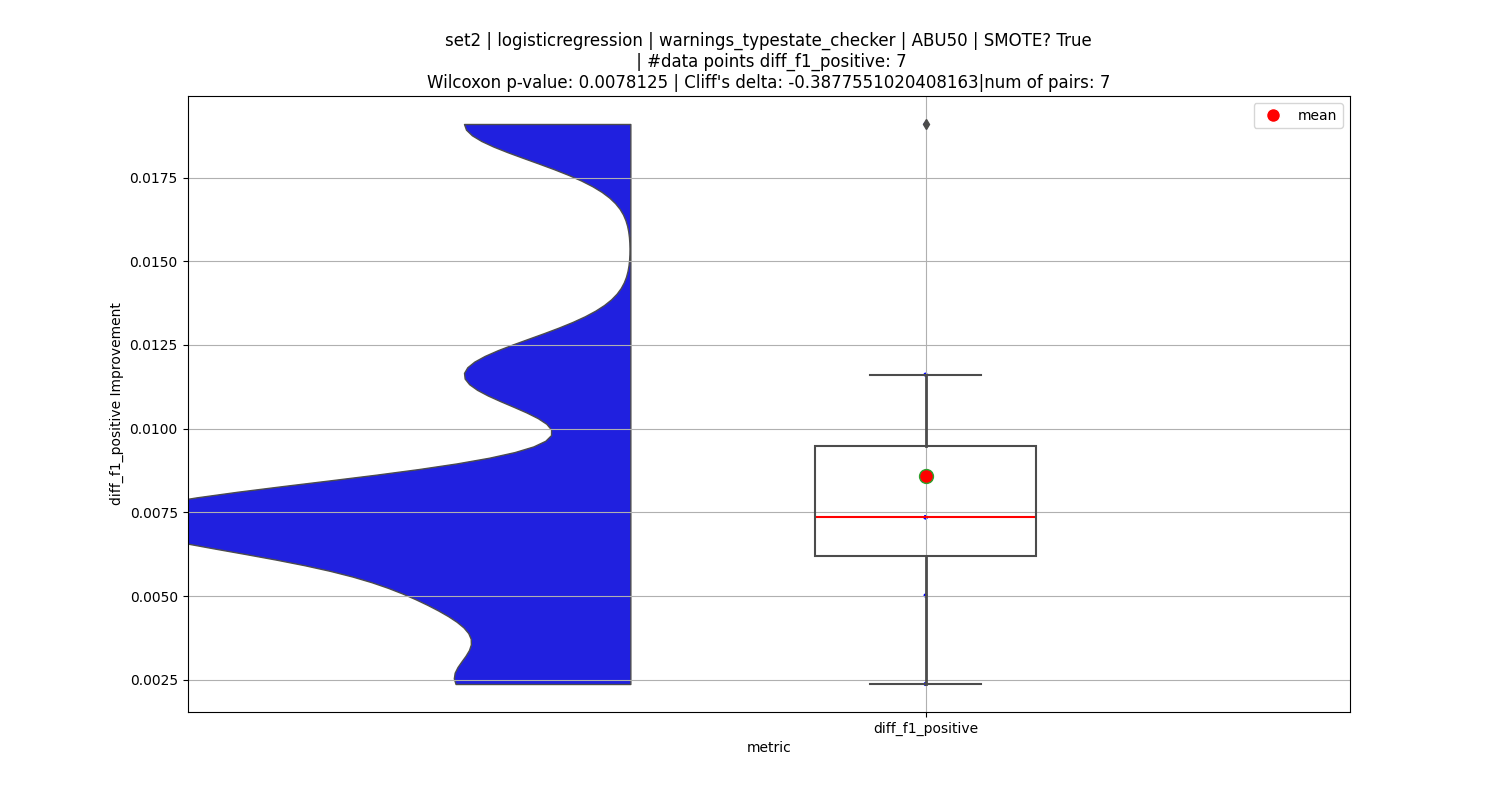 set2 | logisticregression | warnings_typestate_checker | ABU50 | SMOTE? True
| #data points diff_f1_positive: 7
Wilcoxon p-value: 0.0078125 | Cliff's delta: -0.3877551020408163|num of pairs: 7
mean
0.0175
0.0150
0.0125
0.0100
0.0075
0.0050
0.0025
diff_f1_positive Improvement
diff_f1_positive
metric